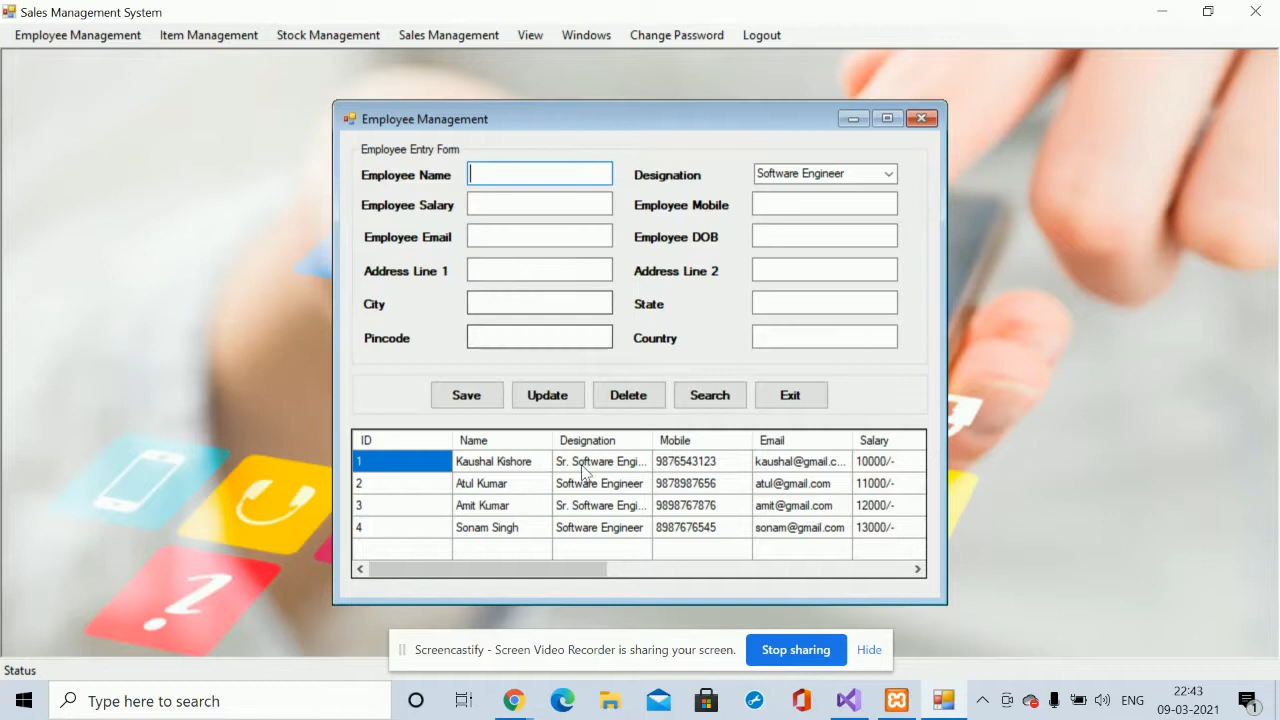 Sales Management System
Employee Management Item Management Stock Management Sales Management View Windows Change Password Logout
Employee Management
Employee Entry Form
Employee Name Designation Software Engineer
Employee Salary Employee Mobile
Employee Email Employee DOB
Address Line 1 Address Line 2
City State
Pincode Country
Save Update Delete Search Exit
ID Name Designation Mobile Email Salary
1 Kaushal Kishore Sr. Software Engi... 9876543123 kaushal@gmail.c... 10000/-
2 Atul Kumar Software Engineer 9878987656 atul@gmail.com 11000/-
3 Amit Kumar Sr. Software Engi... 9898767876 amit@gmail.com 12000/-
4 Sonam Singh Software Engineer 8987676545 sonam@gmail.com 13000/-
Screencastify - Screen Video Recorder is sharing your screen. Stop sharing Hide
Status
Type here to search ENG 22:43
09-03-2021 1